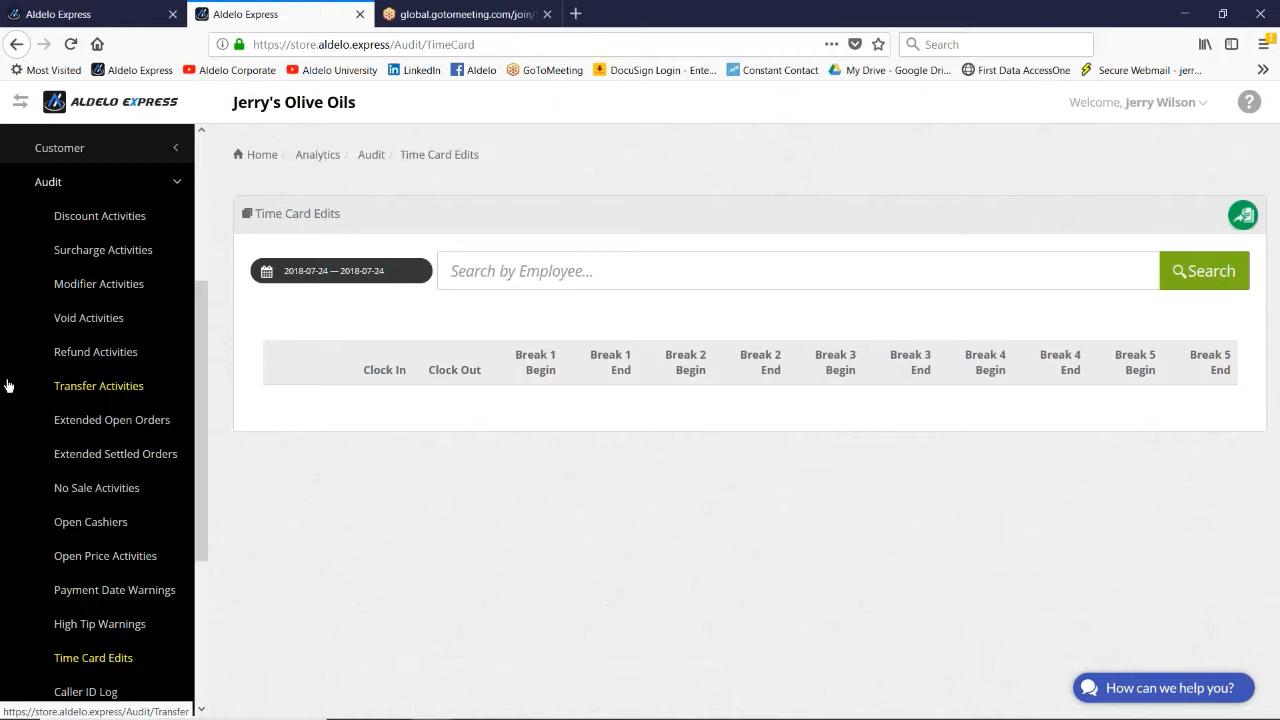 Aldelo Express
Aldelo Express
global.gotomeeting.com/join/
https://store.aldelo.express/Audit/TimeCard
Search
Most Visited
Aldelo Express
Aldelo Corporate
Aldelo University
LinkedIn
Aldelo
GoToMeeting
DocuSign Login - Ente...
Constant Contact
My Drive - Google Dri...
First Data AccessOne
Secure Webmail - jerr...
ALDELO EXPRESS
Jerry's Olive Oils
Welcome, Jerry Wilson
?
Customer
Audit
Discount Activities
Surcharge Activities
Modifier Activities
Void Activities
Refund Activities
Transfer Activities
Extended Open Orders
Extended Settled Orders
No Sale Activities
Open Cashiers
Open Price Activities
Payment Date Warnings
High Tip Warnings
Time Card Edits
Caller ID Log
https://store.aldelo.express/Audit/Transfer
Home / Analytics / Audit / Time Card Edits
Time Card Edits
2018-07-24 — 2018-07-24
Search by Employee...
Search
Clock In
Clock Out
Break 1 Begin
Break 1 End
Break 2 Begin
Break 2 End
Break 3 Begin
Break 3 End
Break 4 Begin
Break 4 End
Break 5 Begin
Break 5 End
How can we help you?